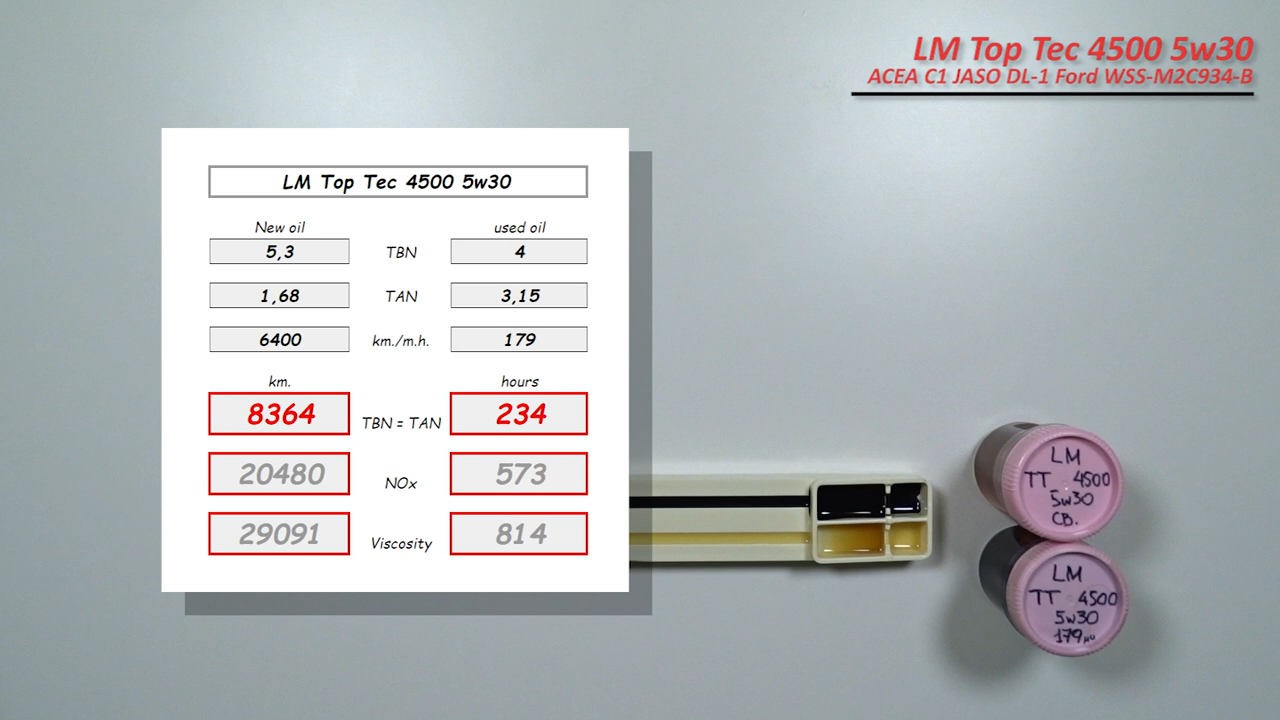 LM Top Tec 4500 5w30
ACEA C1 JASO DL-1 Ford WSS-M2C934-B
LM Top Tec 4500 5w30
New oil used oil
5,3 TBN 4
1,68 TAN 3,15
6400 km./m.h. 179
km. hours
8364 TBN = TAN 234
20480 NOx 573
29091 Viscosity 814
LM
TT 4500
5w30
СВ.
LM
TT 4500
5w30
179